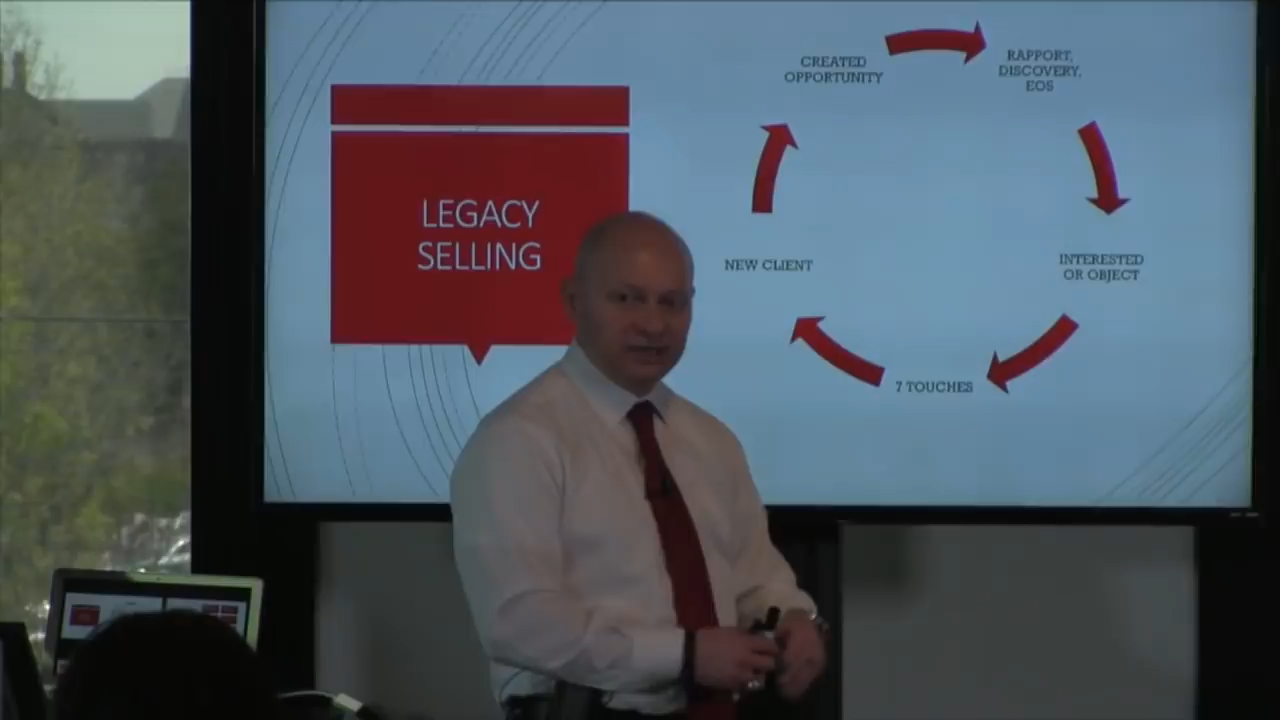 LEGACY
SELLING
CREATED
OPPORTUNITY
RAPPORT,
DISCOVERY,
EOS
INTERESTED
OR OBJECT
7 TOUCHES
NEW CLIENT